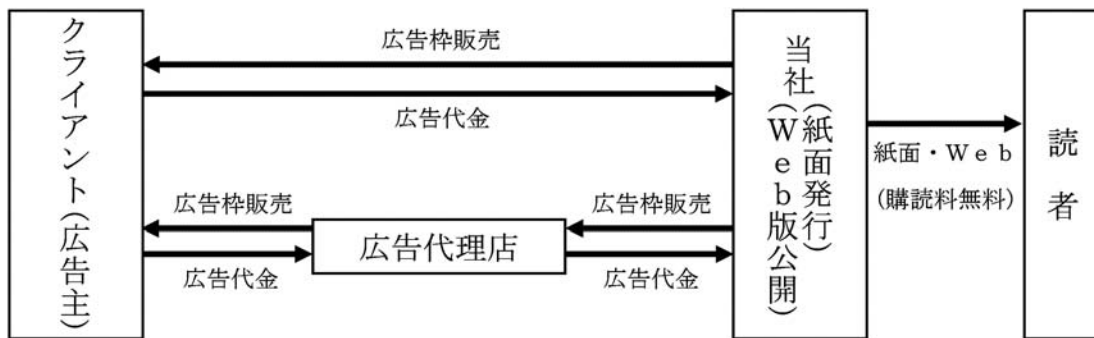 クライアント(広告主)
広告枠販売
広告代金
広告枠販売
広告代金
広告代理店
広告枠販売
広告代金
当社(紙面発行)
(Web版公開)
紙面・Web
(購読料無料)
読者